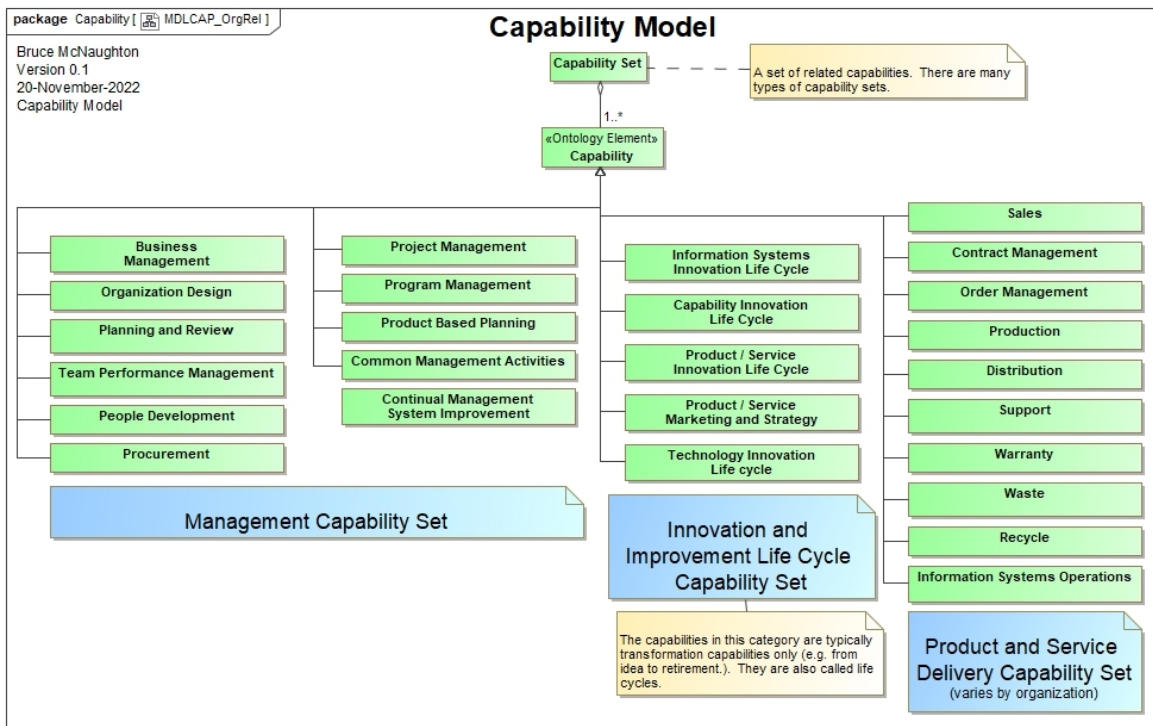 package Capability [ MDLCAP_OrgRel ]
Capability Model
Bruce McNaughton
Version 0.1
20-November-2022
Capability Model
Capability Set
A set of related capabilities. There are many
types of capability sets.
1..*
«Ontology Element»
Capability
Business
Management
Organization Design
Planning and Review
Team Performance Management
People Development
Procurement
Project Management
Program Management
Product Based Planning
Common Management Activities
Continual Management
System Improvement
Management Capability Set
Information Systems
Innovation Life Cycle
Capability Innovation
Life Cycle
Product / Service
Innovation Life Cycle
Product / Service
Marketing and Strategy
Technology Innovation
Life cycle
Innovation and
Improvement Life Cycle
Capability Set
The capabilities in this category are typically
transformation capabilities only (e.g. from
idea to retirement.). They are also called life
cycles.
Sales
Contract Management
Order Management
Production
Distribution
Support
Warranty
Waste
Recycle
Information Systems Operations
Product and Service
Delivery Capability Set
(varies by organization)